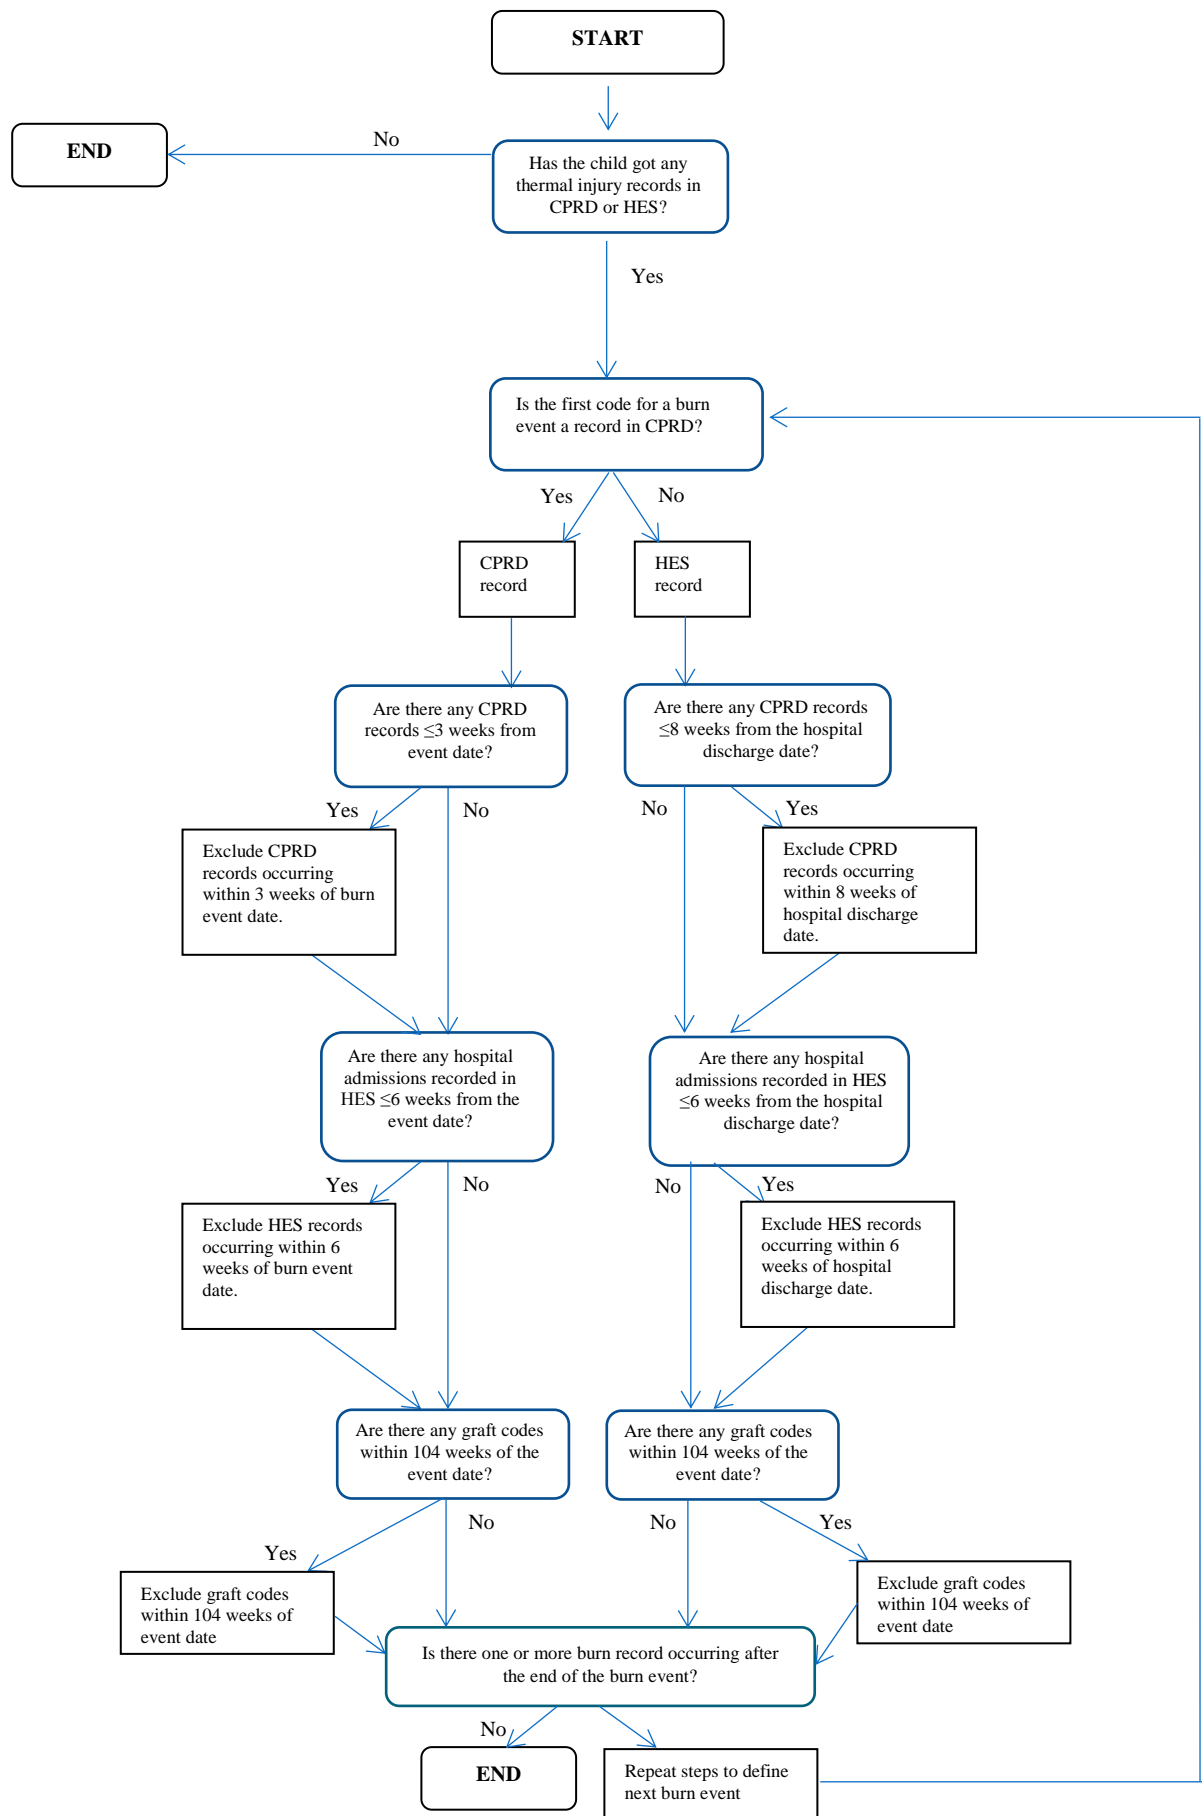 START
END
No
Has the child got any
thermal injury records in
CPRD or HES?
Yes
Is the first code for a burn
event a record in CPRD?
Yes
No
CPRD
record
HES
record
Are there any CPRD
records ≤3 weeks from
event date?
Are there any CPRD records
≤8 weeks from the hospital
discharge date?
Yes
No
No
Yes
Exclude CPRD
records occurring
within 3 weeks of burn
event date.
Exclude CPRD
records occurring
within 8 weeks of
hospital discharge
date.
Are there any hospital
admissions recorded in
HES ≤6 weeks from the
event date?
Are there any hospital
admissions recorded in HES
≤6 weeks from the hospital
discharge date?
Yes
No
No
Yes
Exclude HES records
occurring within 6
weeks of burn event
date.
Exclude HES records
occurring within 6
weeks of hospital
discharge date.
Are there any graft codes
within 104 weeks of the
event date?
Are there any graft codes
within 104 weeks of the
event date?
Yes
No
No
Yes
Exclude graft codes
within 104 weeks of
event date
Exclude graft codes
within 104 weeks of
event date
Is there one or more burn record occurring after
the end of the burn event?
No
END
Repeat steps to define
next burn event